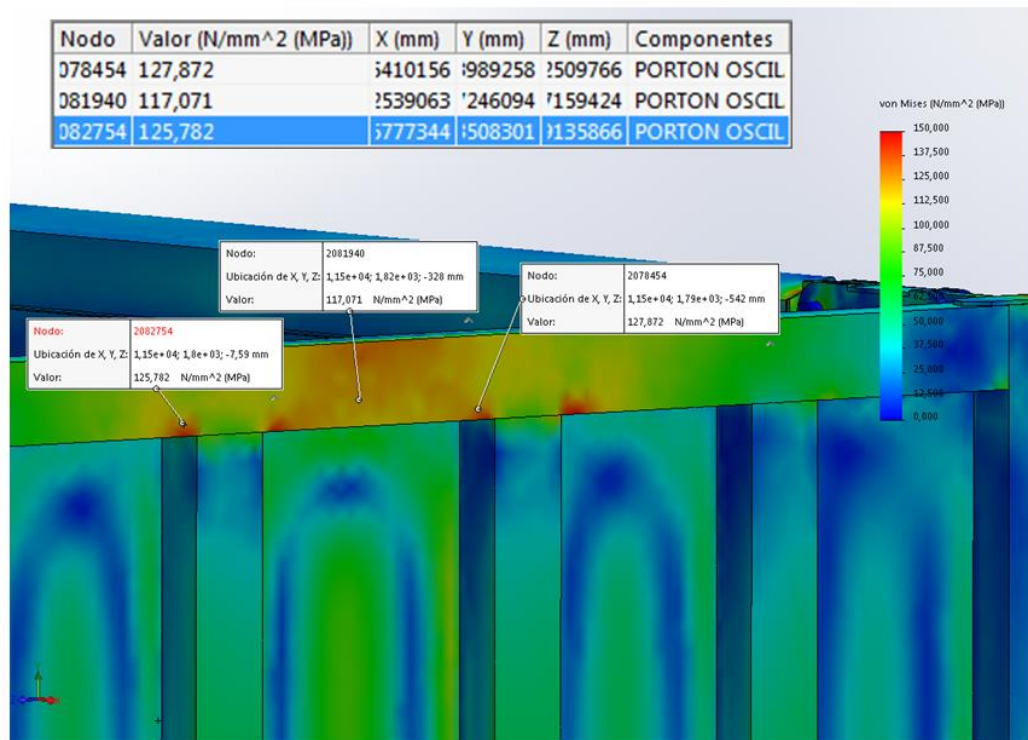 Nodo Valor (N/mm^2 (MPa)) X (mm) Y (mm) Z (mm) Componentes
078454 127,872 5410156 3989258 2509766 PORTON OSCIL
081940 117,071 2539063 7246094 7159424 PORTON OSCIL
082754 125,782 5777344 3508301 9135866 PORTON OSCIL
von Mises (N/mm^2 (MPa))
150,000
137,500
125,000
112,500
100,000
87,500
75,000
62,500
50,000
37,500
25,000
12,500
0,000
Nodo: 2081940
Ubicación de X, Y, Z: 1,15e+04; 1,82e+03; -328 mm
Valor: 117,071 N/mm^2 (MPa)
Nodo: 2078454
Ubicación de X, Y, Z: 1,15e+04; 1,79e+03; -542 mm
Valor: 127,872 N/mm^2 (MPa)
Nodo: 2082754
Ubicación de X, Y, Z: 1,15e+04; 1,8e+03; -7,59 mm
Valor: 125,782 N/mm^2 (MPa)